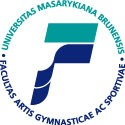 • UNIVERSITAS MASARYKIANA BRUNENSIS •
FACULTAS ARTIS GYMNASTICAE AC SPORTIVAE